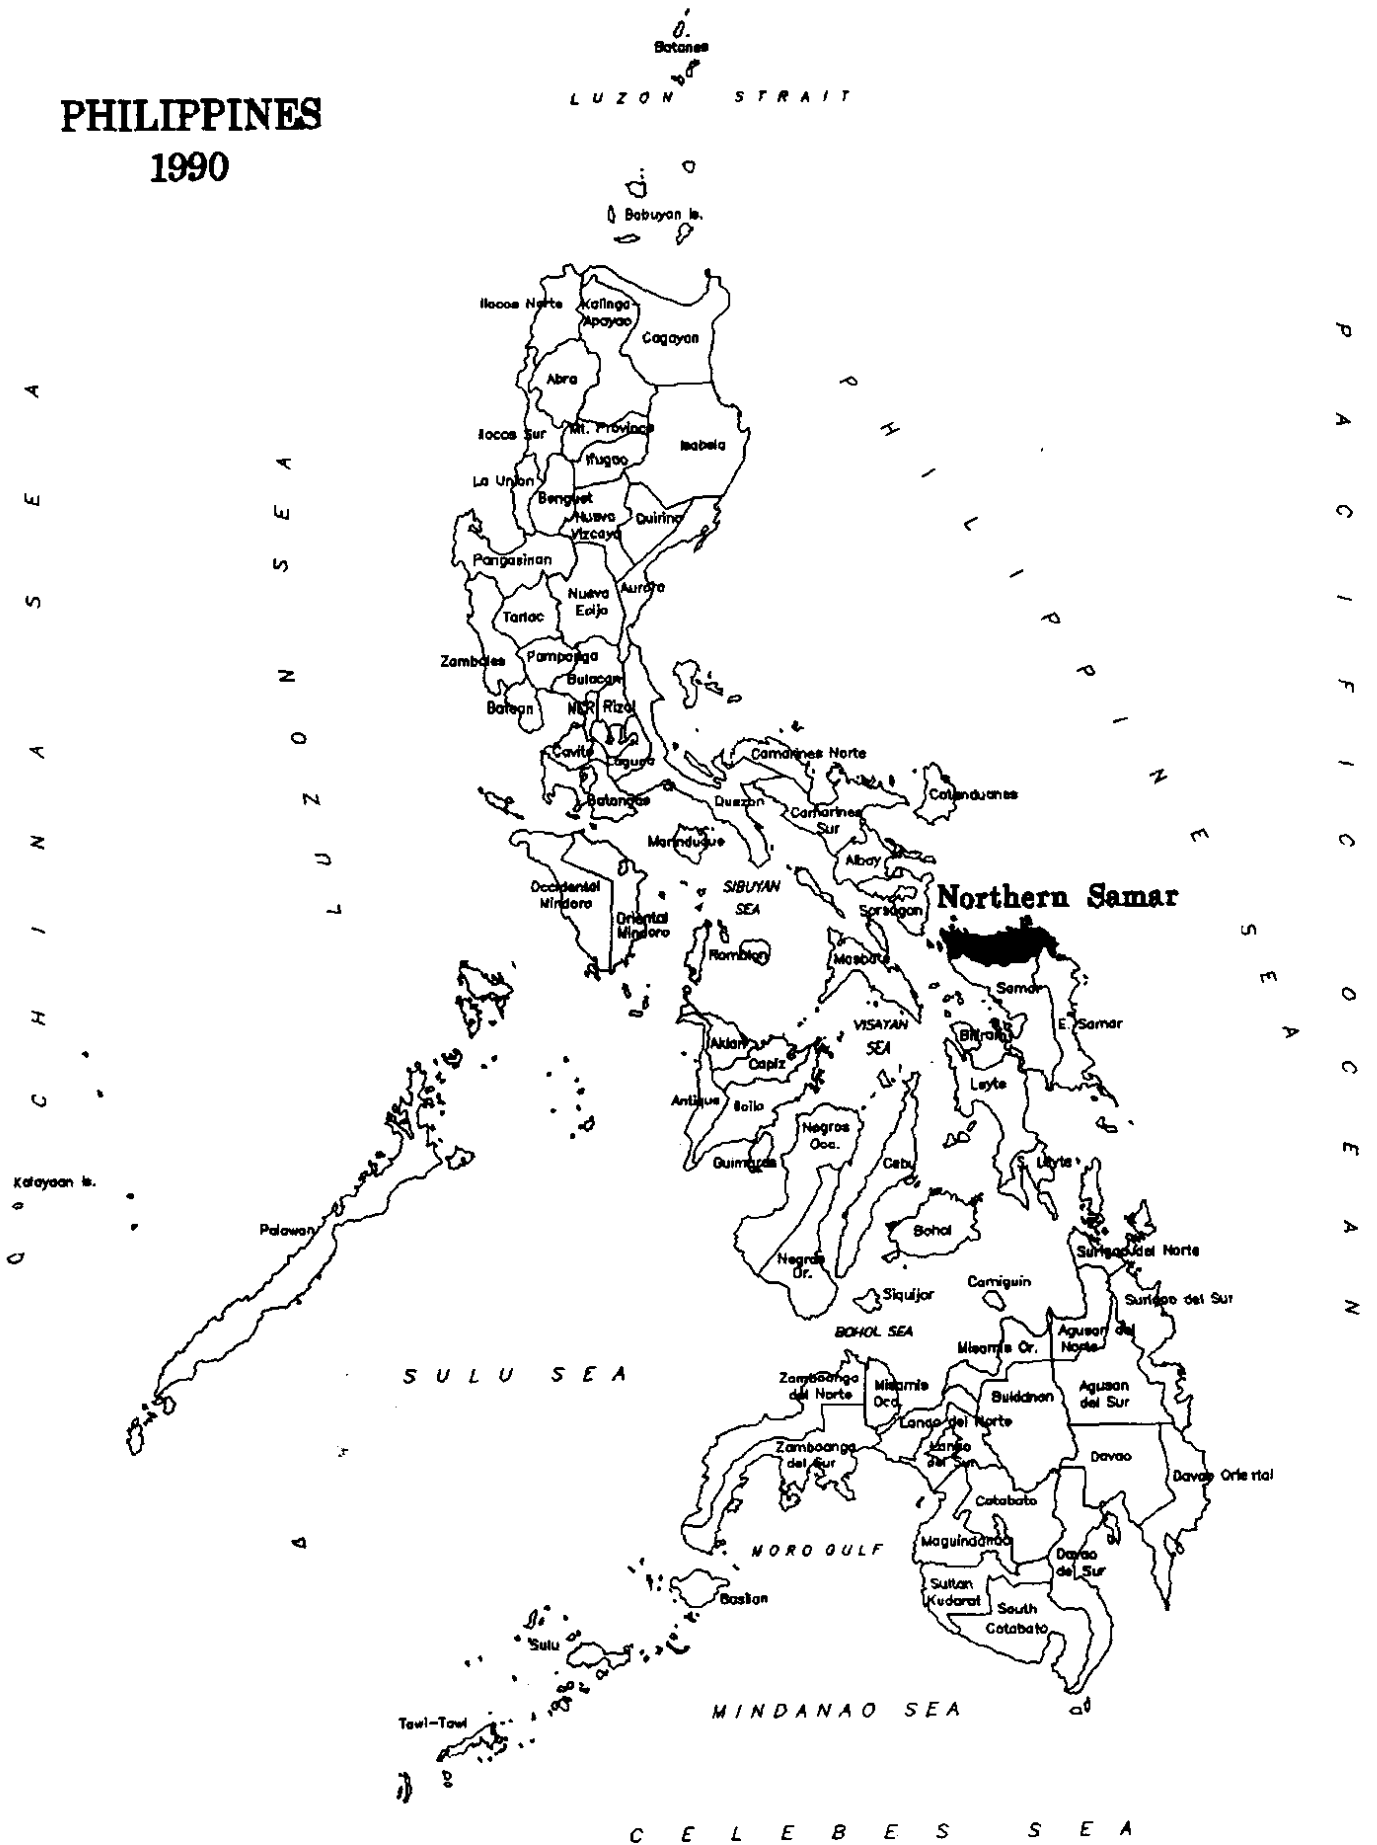 Batanes
LUZON STRAIT
PHILIPPINES
1990
Babuyan Is.
Ilocos Norte
Kalinga-
Apayao
Cagayan
Abra
Ilocos Sur
Mt. Province
Ifugao
Isabela
La Union
Benguet
Nueva
Vizcaya
Quirino
Pangasinan
Nueva
Ecija
Aurora
Tarlac
Zambales
Pampanga
Bulacan
Bataan
NCR
Rizal
Cavite
Laguna
Batangas
Quezon
Camarines Norte
Camarines
Sur
Catanduanes
Marinduque
Albay
Sorsogon
Occidental
Mindoro
Oriental
Mindoro
SIBUYAN
SEA
Northern Samar
Romblon
Masbate
Samar
E. Samar
VISAYAN
SEA
Biliran
Aklan
Capiz
Antique
Iloilo
Leyte
Negros
Occ.
Guimaras
Cebu
S. Leyte
Kalayaan Is.
Palawan
Bohol
Negros
Or.
Surigao del Norte
Camiguin
Siquijor
Surigao del Sur
BOHOL SEA
Misamis Or.
Agusan del
Norte
SULU SEA
Zamboanga
del Norte
Misamis
Occ.
Bukidnon
Agusan
del Sur
Lanao del Norte
Zamboanga
del Sur
Lanao
del Sur
Davao
Davao Oriental
Cotabato
MORO GULF
Maguindanao
Davao
del Sur
Basilan
Sultan
Kudarat
South
Cotabato
Sulu
Tawi-Tawi
MINDANAO SEA
CELEBES SEA
CHINA SEA
LUZON SEA
PHILIPPINE SEA
PACIFIC OCEAN